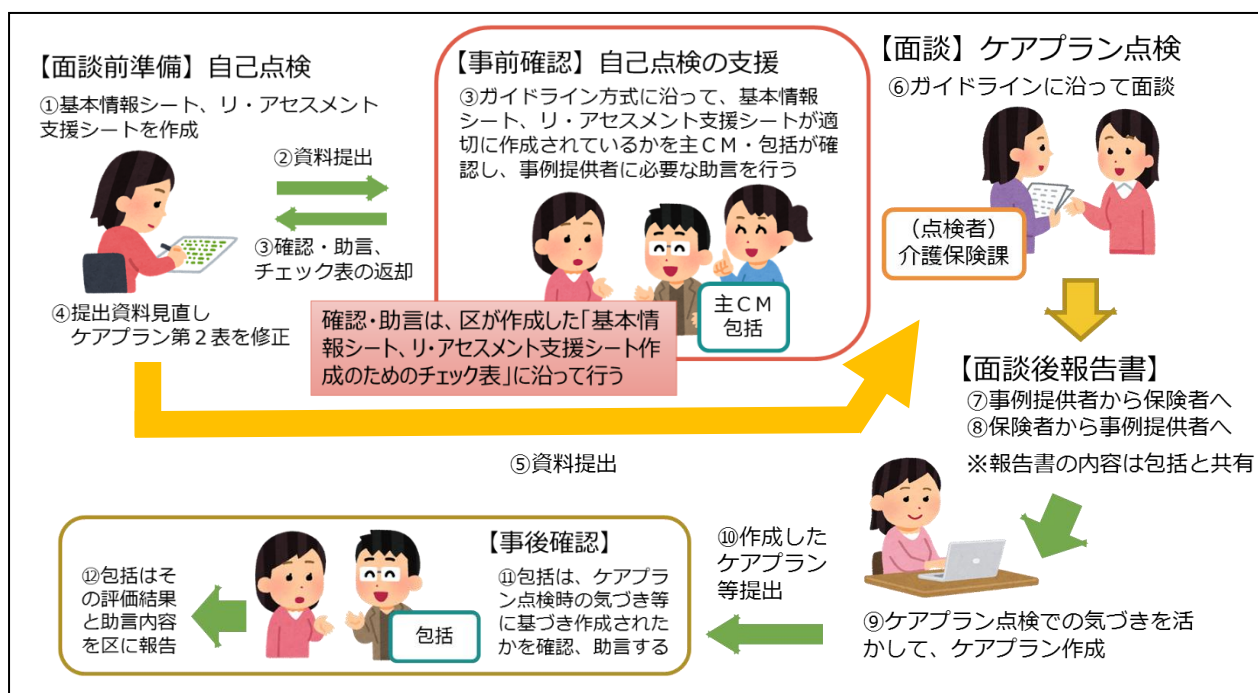 【面談前準備】自己点検
①基本情報シート、リ・アセスメント
支援シートを作成
②資料提出
③確認・助言、
チェック表の返却
④提出資料見直し
ケアプラン第２表を修正
【事前確認】自己点検の支援
③ガイドライン方式に沿って、基本情報
シート、リ・アセスメント支援シートが適
切に作成されているかを主ＣＭ・包括が確
認し、事例提供者に必要な助言を行う
主ＣＭ
包括
確認・助言は、区が作成した「基本情
報シート、リ・アセスメント支援シート作
成のためのチェック表」に沿って行う
⑤資料提出
【面談】ケアプラン点検
⑥ガイドラインに沿って面談
（点検者）
介護保険課
【面談後報告書】
⑦事例提供者から保険者へ
⑧保険者から事例提供者へ
※報告書の内容は包括と共有
⑨ケアプラン点検での気づきを活
かして、ケアプラン作成
⑩作成した
ケアプラン
等提出
【事後確認】
⑪包括は、ケアプラ
ン点検時の気づき等
に基づき作成された
かを確認、助言する
包括
⑫包括はそ
の評価結果
と助言内容
を区に報告